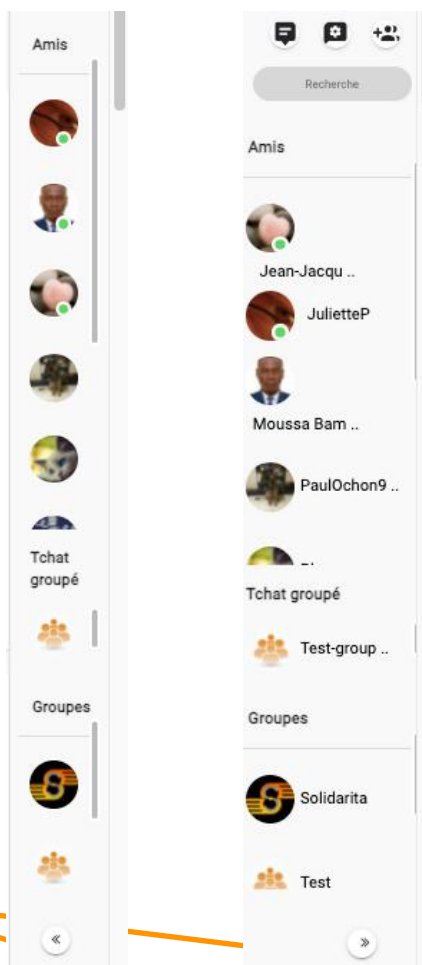 Amis
Tchat
groupé
Groupes
«
Recherche
Amis
Jean-Jacqu ..
JulietteP
Moussa Bam ..
PaulOchon9 ..
Tchat groupé
Test-group ..
Groupes
Solidarita
Test
»